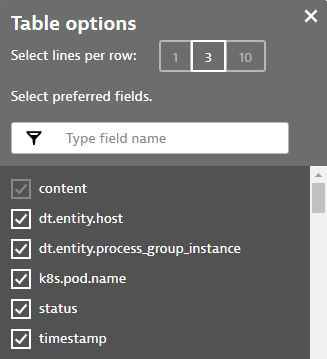 Table options
Select lines per row: 1 3 10
Select preferred fields.
Type field name
content
dt.entity.host
dt.entity.process_group_instance
k8s.pod.name
status
timestamp